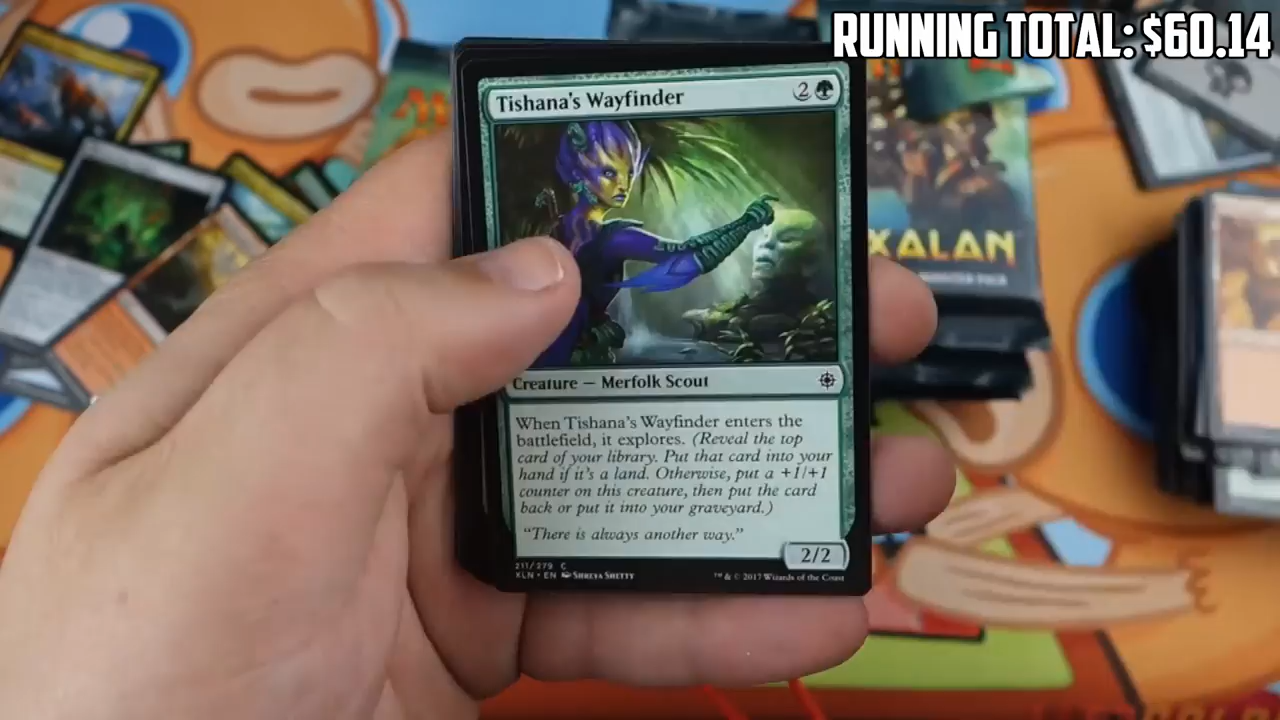 RUNNING TOTAL: $60.14
Tishana's Wayfinder 2
XALAN
Creature — Merfolk Scout
When Tishana's Wayfinder enters the
battlefield, it explores. (Reveal the top
card of your library. Put that card into your
hand if it's a land. Otherwise, put a +1/+1
counter on this creature, then put the card
back or put it into your graveyard.)
"There is always another way."
2/2
211/279 C
XLN • EN Shreya Shetty
™ & © 2017 Wizards of the Coast